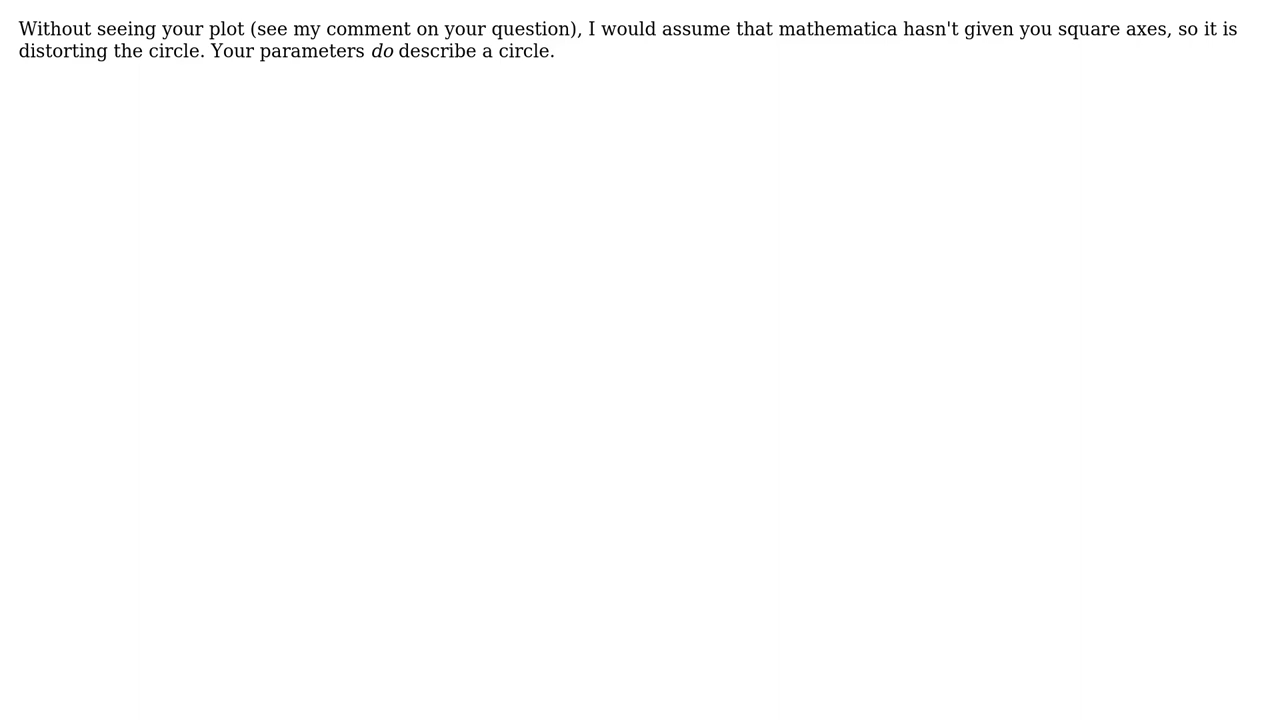 Without seeing your plot (see my comment on your question), I would assume that mathematica hasn't given you square axes, so it is
distorting the circle. Your parameters do describe a circle.